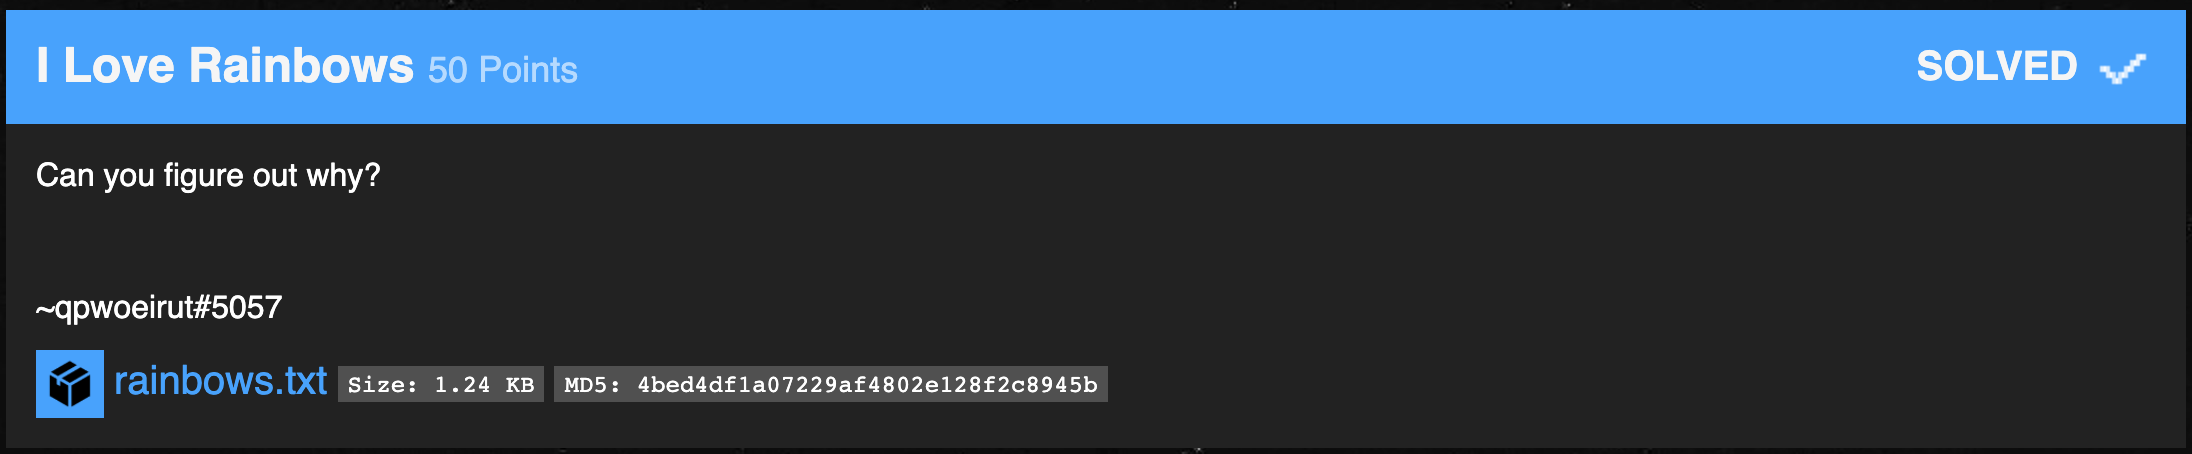 I Love Rainbows 50 Points SOLVED
Can you figure out why?
~qpwoeirut#5057
rainbows.txt Size: 1.24 KB MD5: 4bed4df1a07229af4802e128f2c8945b